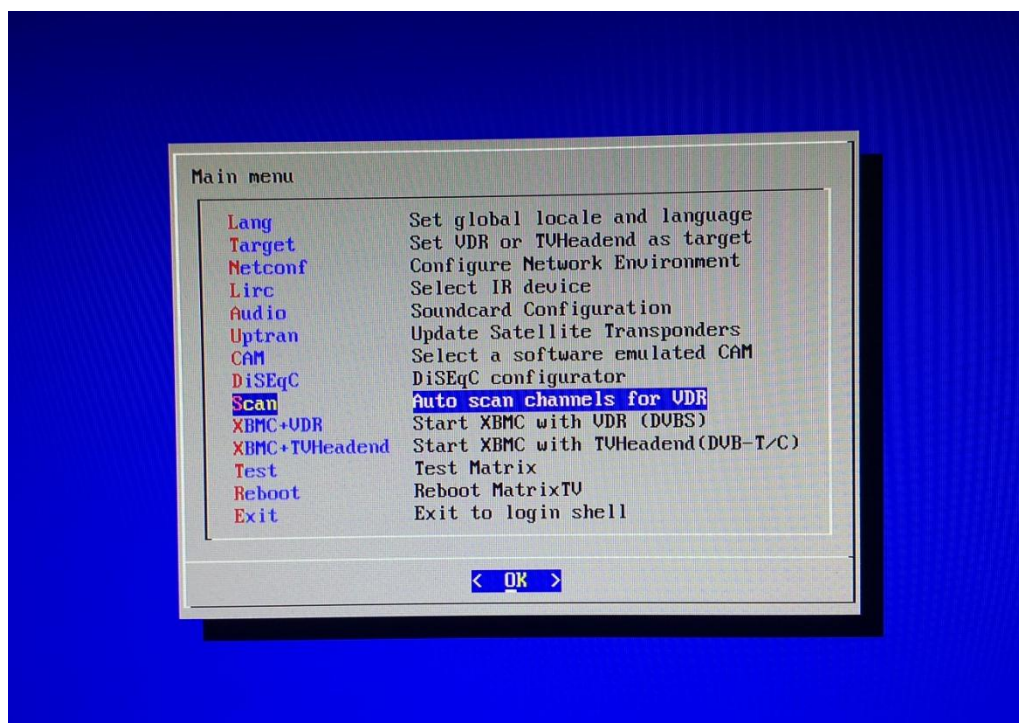 Main menu
Lang Set global locale and language
Target Set VDR or TVHeadend as target
Netconf Configure Network Environment
Lirc Select IR device
Audio Soundcard Configuration
Uptran Update Satellite Transponders
CAM Select a software emulated CAM
DiSEqC DiSEqC configurator
Scan Auto scan channels for VDR
XBMC+VDR Start XBMC with VDR (DVBS)
XBMC+TVHeadend Start XBMC with TVHeadend(DVB-T/C)
Test Test Matrix
Reboot Reboot MatrixTV
Exit Exit to login shell
< OK >